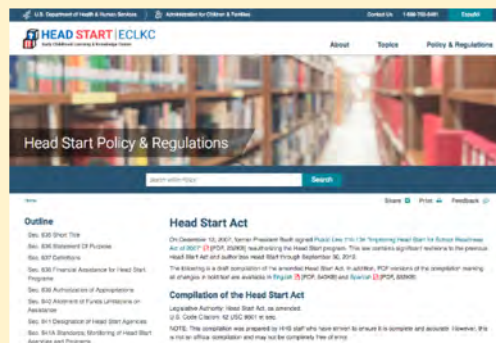 U.S. Department of Health & Human Services
Administration for Children & Families
Contact Us
Español
HEAD START | ECLKC
Early Childhood Learning & Knowledge Center
About
Topics
Policy & Regulations
Head Start Policy & Regulations
Search
Home
Share
Print
Feedback
Outline
Sec. 635 Short Title
Sec. 636 Statement Of Purpose
Sec. 637 Definitions
Sec. 638 Financial Assistance for Head Start
Programs
Sec. 639 Authorization of Appropriations
Sec. 640 Allotment of Funds Limitations on
Assistance
Sec. 641 Designation of Head Start Agencies
Sec. 641A Standards; Monitoring of Head Start
Agencies and Programs
Head Start Act
On December 12, 2007, former President Bush signed Public Law 110-134 "Improving Head Start for School Readiness
Act of 2007" [PDF, 252KB] reauthorizing the Head Start program. This law contains significant revisions to the previous
Head Start Act and authorizes Head Start through September 30, 2012.
The following is a draft compilation of the amended Head Start Act. In addition, PDF versions of the compilation
all changes in bold text are available in English [PDF, and Spanish [PDF,
Compilation of the Head Start Act
Legislative Authority: Head Start Act, as amended.
U.S. Code Citation: 42 USC 9801 et seq.
NOTE: This compilation was prepared by HHS staff who have striven to ensure it is complete and accurate. However, it is
not an official compilation and may not be completely free of error.